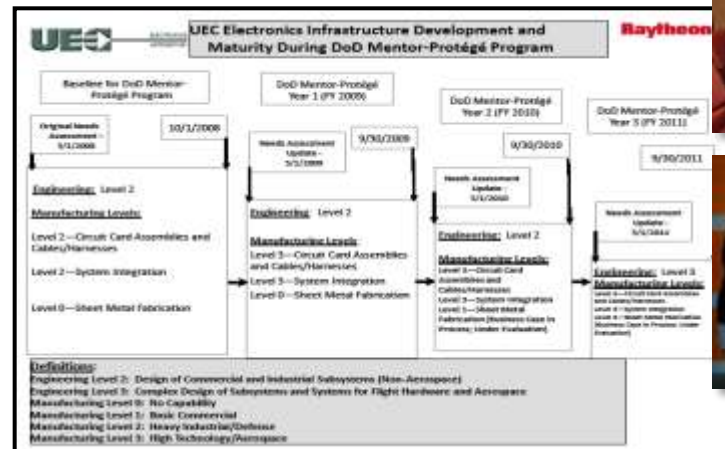 UEC
UEC Electronics Infrastructure Development and
Maturity During DoD Mentor-Protégé Program
Raytheon
Baseline for DoD Mentor-
Protégé Program
Original Needs
Assessment -
10/1/2008
Engineering: Level 2
Manufacturing Levels:
Level 2—Circuit Card Assemblies and
Cables/Harnesses
Level 2—System Integration
Level 0—Sheet Metal Fabrication
DoD Mentor-Protégé
Year 1 (FY 2009)
Needs Assessment
Update -
5/1/2009
9/30/2009
Engineering: Level 2
Manufacturing Levels:
Level 3—Circuit Card Assemblies
and Cables/Harnesses
Level 3—System Integration
Level 0—Sheet Metal Fabrication
DoD Mentor-Protégé
Year 2 (FY 2010)
Needs Assessment
Update -
5/1/2010
9/30/2010
Engineering: Level 2
Manufacturing Levels:
Level 3—Circuit Card
Assemblies and
Cables/Harnesses
Level 3—System Integration
Level 1—Sheet Metal
Fabrication (Business Case in
Process; Under Evaluation)
DoD Mentor-Protégé
Year 3 (FY 2011)
Needs Assessment
Update -
5/1/2011
9/30/2011
Engineering: Level 3
Manufacturing Levels:
Definitions:
Engineering Level 2: Design of Commercial and Industrial Subsystems (Non-Aerospace)
Engineering Level 3: Complex Design of Subsystems and Systems for Flight Hardware and Aerospace
Manufacturing Level 0: No Capability
Manufacturing Level 1: Basic Commercial
Manufacturing Level 2: Heavy Industrial/Defense
Manufacturing Level 3: High Technology/Aerospace